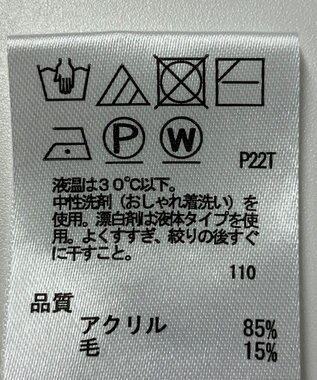 P W P22T
液温は30℃以下。
中性洗剤(おしゃれ着洗い)を
使用。漂白剤は液体タイプを使
用。よくすすぎ、絞りの後すぐ
に干すこと。
110
品質
アクリル 85%
毛 15%